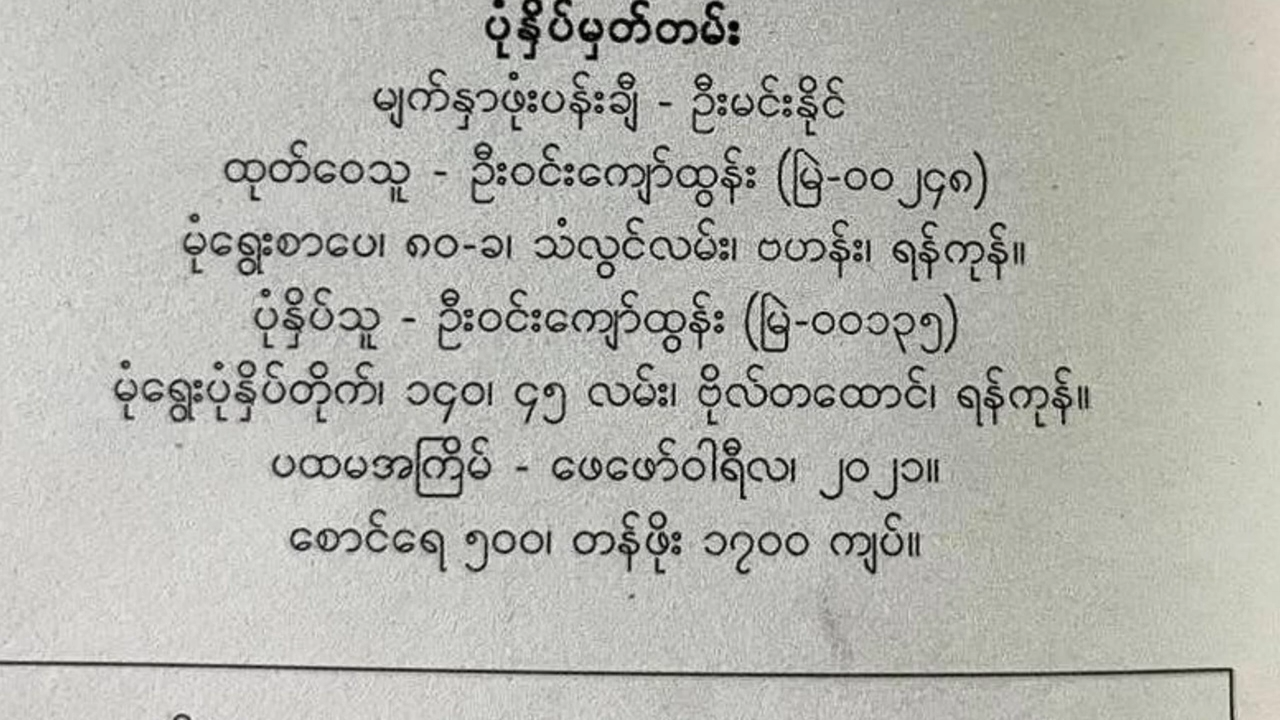 ပုံနှိပ်မှတ်တမ်း
မျက်နှာဖုံးပန်းချီ - ဦးမင်းနိုင်
ထုတ်ဝေသူ - ဦးဝင်းကျော်ထွန်း (မြဲ-၀၀၂၄၈)
မုံရွေးစာပေ၊ ၈၀-ခ၊ သံလွင်လမ်း၊ ဗဟန်း၊ ရန်ကုန်။
ပုံနှိပ်သူ - ဦးဝင်းကျော်ထွန်း (မြဲ-၀၀၁၃၅)
မုံရွေးပုံနှိပ်တိုက်၊ ၁၄၀၊ ၄၅ လမ်း၊ ဗိုလ်တထောင်၊ ရန်ကုန်။
ပထမအကြိမ် - ဖေဖော်ဝါရီလ၊ ၂၀၂၁။
စောင်ရေ ၅၀၀၊ တန်ဖိုး ၁၇၀၀ ကျပ်။